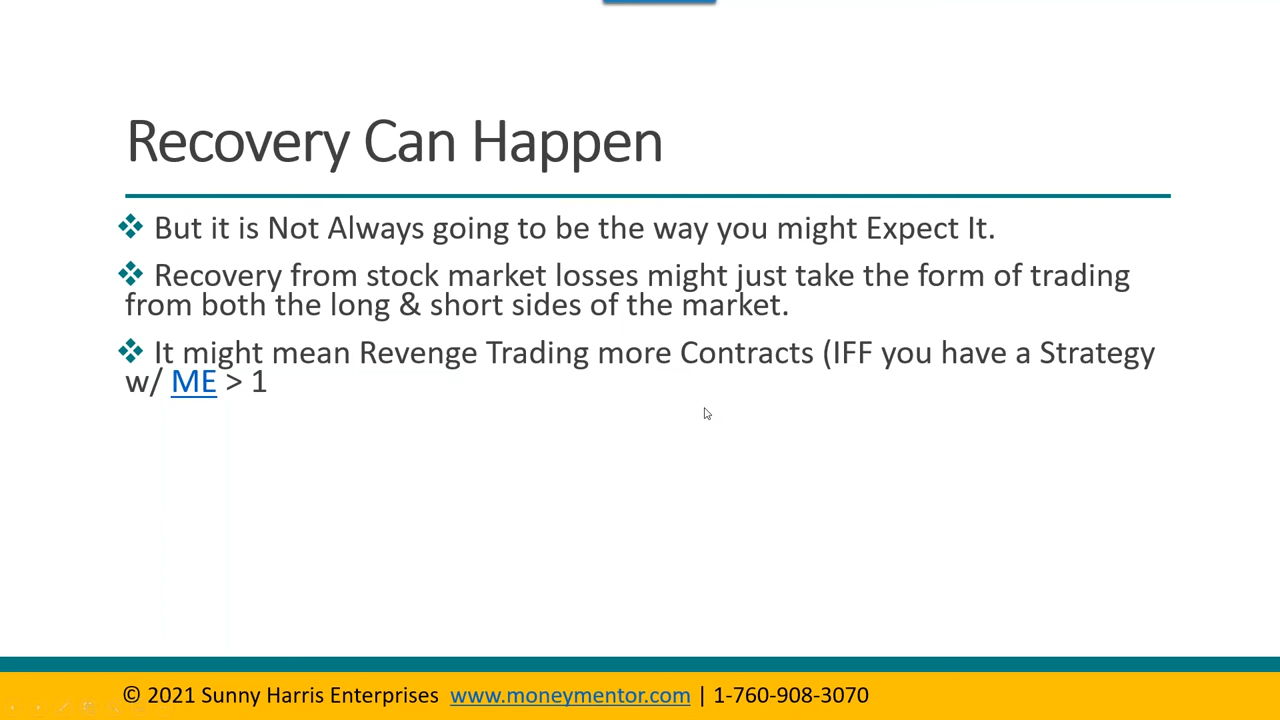 Recovery Can Happen
❖ But it is Not Always going to be the way you might Expect It.
❖ Recovery from stock market losses might just take the form of trading
from both the long & short sides of the market.
❖ It might mean Revenge Trading more Contracts (IFF you have a Strategy
w/ ME > 1
© 2021 Sunny Harris Enterprises www.moneymentor.com | 1-760-908-3070